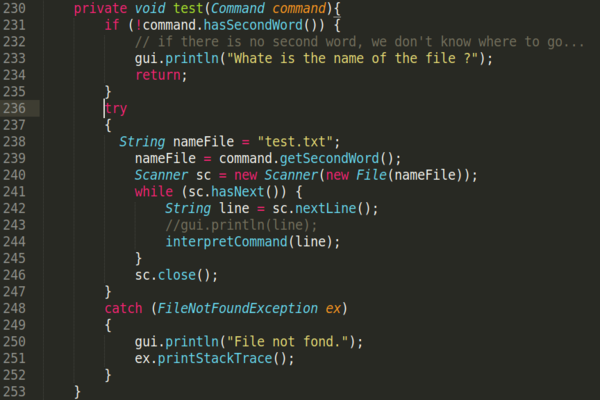 230 private void test(Command command){
231 if (!command.hasSecondWord()) {
232 // if there is no second word, we don't know where to go...
233 gui.println("Whate is the name of the file ?");
234 return;
235 }
236 try
237 {
238 String nameFile = "test.txt";
239 nameFile = command.getSecondWord();
240 Scanner sc = new Scanner(new File(nameFile));
241 while (sc.hasNext()) {
242 String line = sc.nextLine();
243 //gui.println(line);
244 interpretCommand(line);
245 }
246 sc.close();
247 }
248 catch (FileNotFoundException ex)
249 {
250 gui.println("File not fond.");
251 ex.printStackTrace();
252 }
253 }